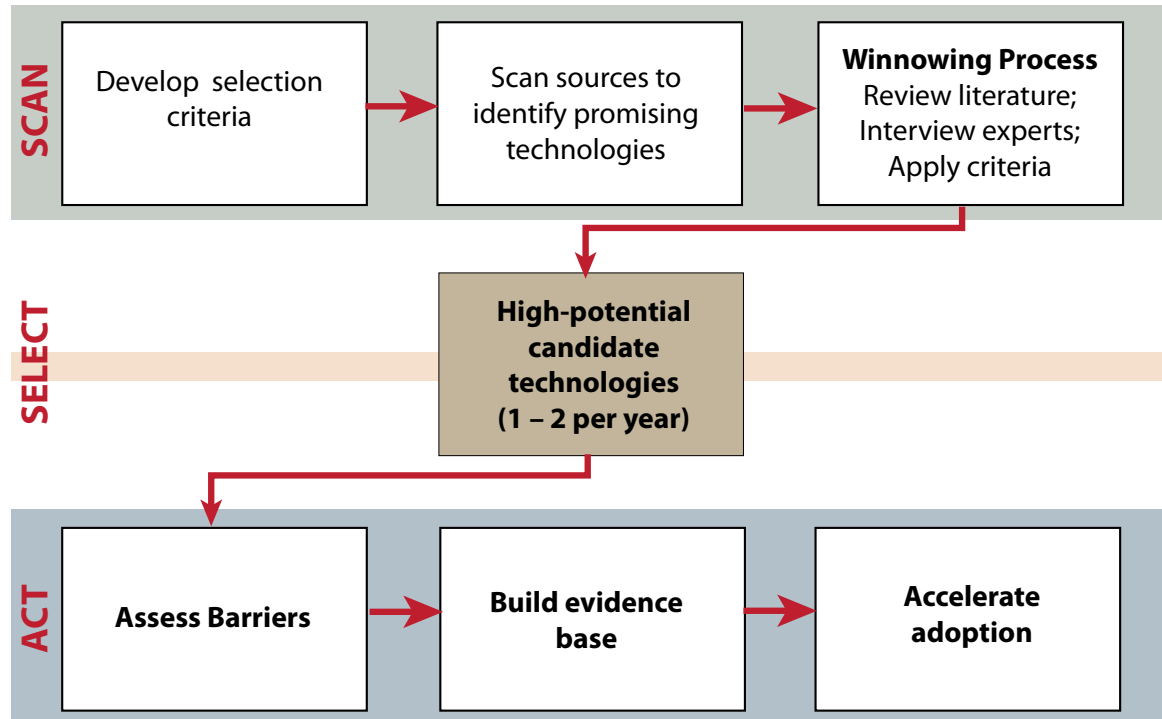 SCAN
Develop selection
criteria
Scan sources to
identify promising
technologies
Winnowing Process
Review literature;
Interview experts;
Apply criteria
SELECT
High-potential
candidate
technologies
(1 – 2 per year)
ACT
Assess Barriers
Build evidence
base
Accelerate
adoption